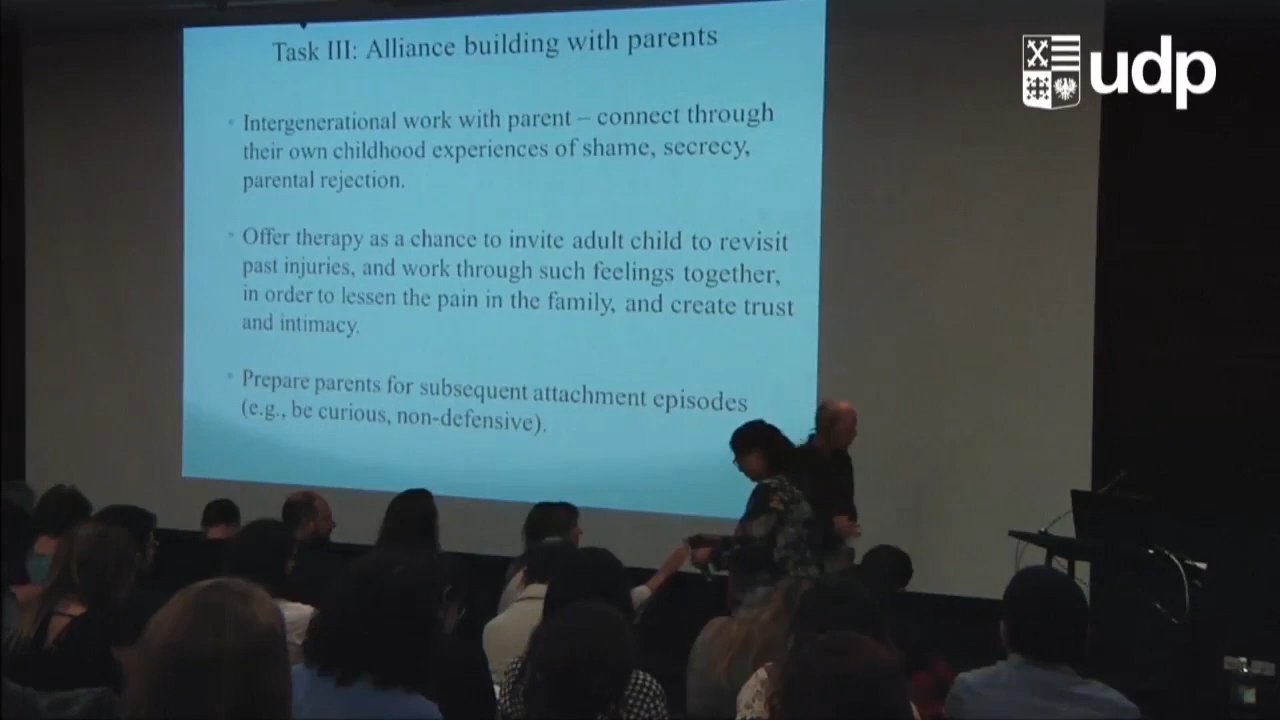 Task III: Alliance building with parents
udp
Intergenerational work with parent – connect through
their own childhood experiences of shame, secrecy,
parental rejection.
Offer therapy as a chance to invite adult child to revisit
past injuries, and work through such feelings together,
in order to lessen the pain in the family, and create trust
and intimacy.
Prepare parents for subsequent attachment episodes
(e.g., be curious, non-defensive).